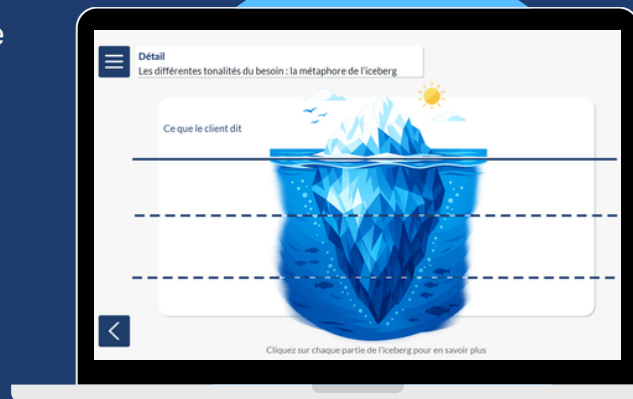 e
Détail
Les différentes tonalités du besoin : la métaphore de l'iceberg
Ce que le client dit
Cliquez sur chaque partie de l'iceberg pour en savoir plus